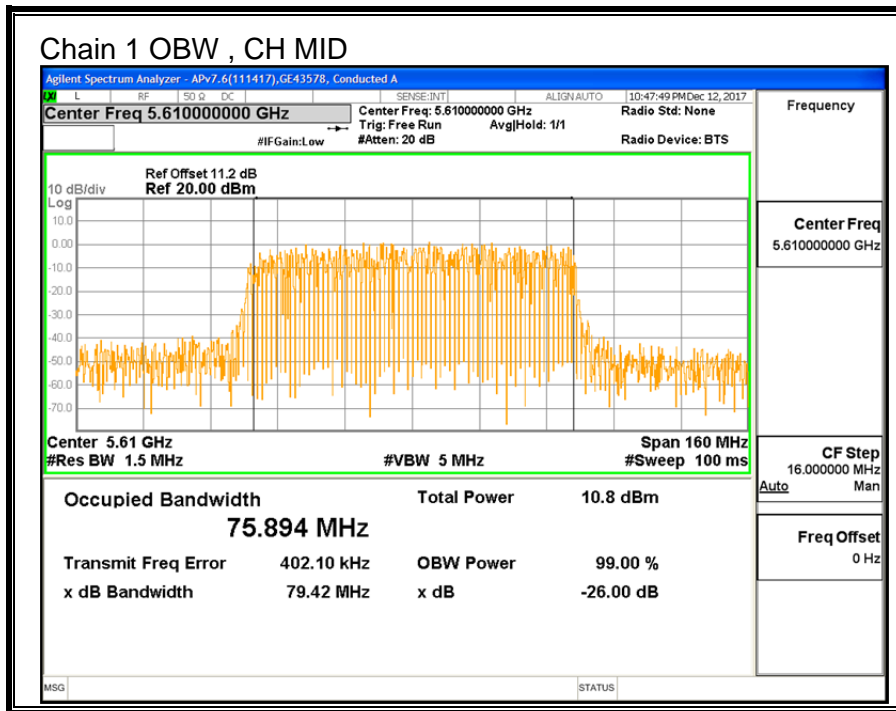 Chain 1 OBW , CH MID
Agilent Spectrum Analyzer - APv7.6(111417),GE43578, Conducted A
LXI L RF 50 Ω DC SENSE:INT ALIGN AUTO 10:47:49 PM Dec 12, 2017
Center Freq 5.610000000 GHz Center Freq: 5.610000000 GHz Radio Std: None
Trig: Free Run Avg|Hold: 1/1
#IFGain:Low #Atten: 20 dB Radio Device: BTS
Ref Offset 11.2 dB
10 dB/div Ref 20.00 dBm
Log
10.0
0.00
-10.0
-20.0
-30.0
-40.0
-50.0
-60.0
-70.0
Center 5.61 GHz Span 160 MHz
#Res BW 1.5 MHz #VBW 5 MHz #Sweep 100 ms
Occupied Bandwidth Total Power 10.8 dBm
75.894 MHz
Transmit Freq Error 402.10 kHz OBW Power 99.00 %
x dB Bandwidth 79.42 MHz x dB -26.00 dB
MSG STATUS
Frequency
Center Freq
5.610000000 GHz
CF Step
16.000000 MHz
Auto Man
Freq Offset
0 Hz